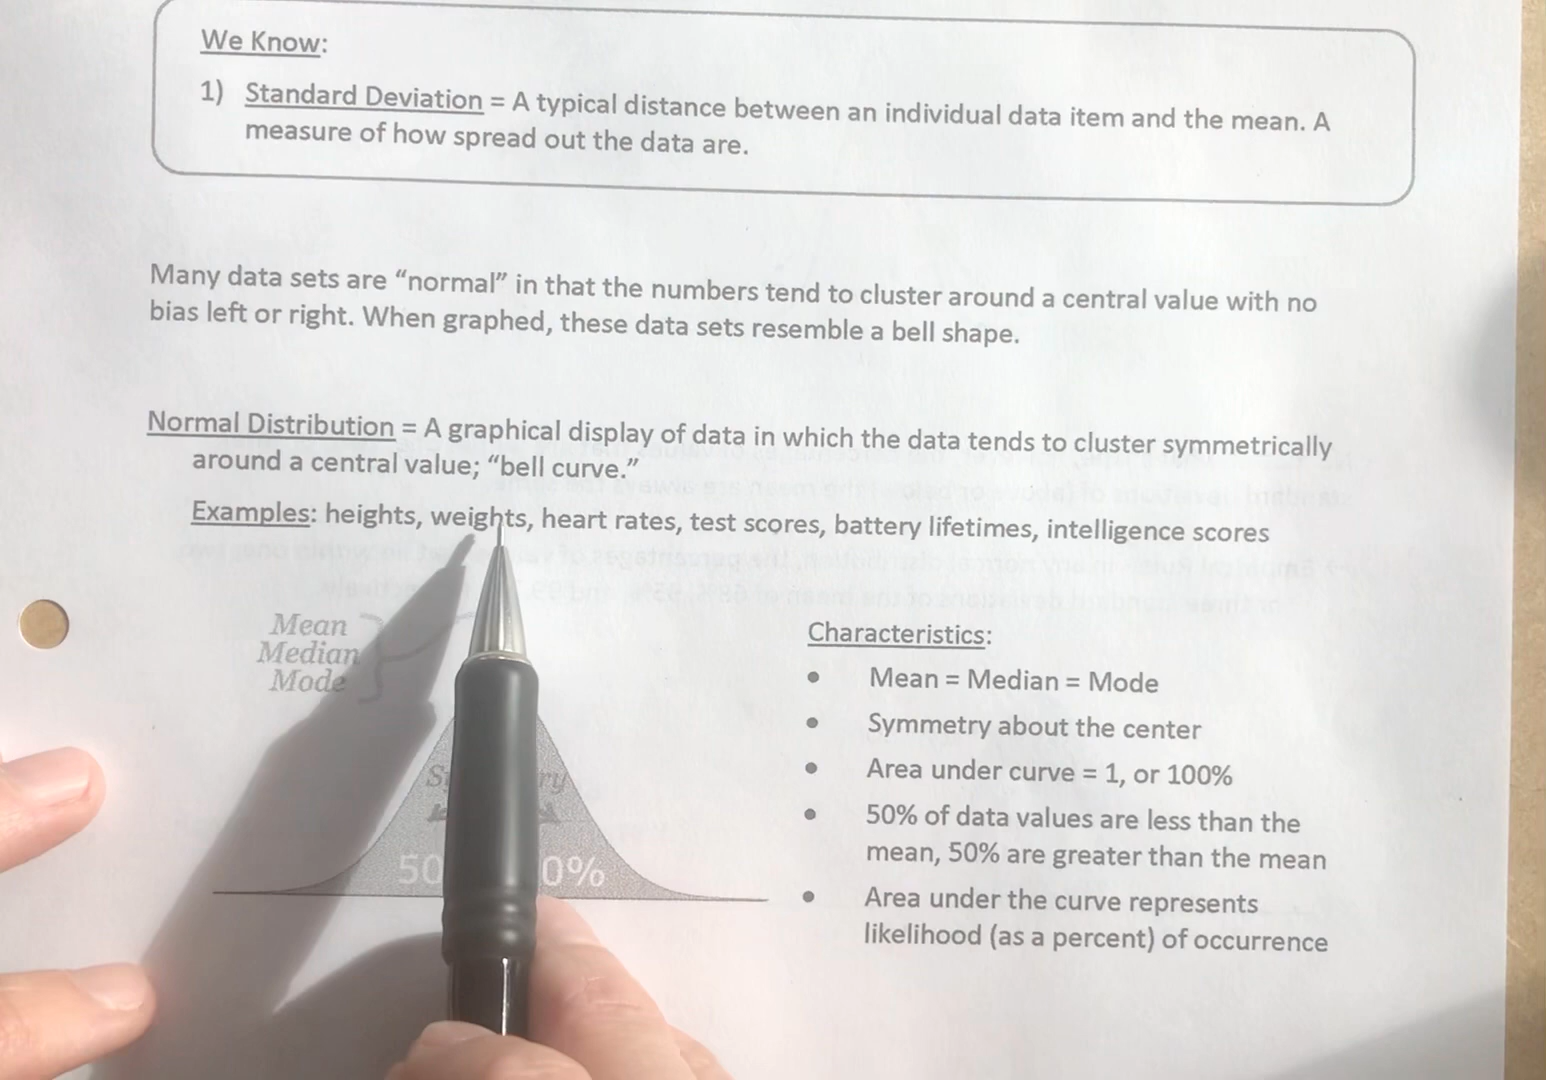 We Know:
1) Standard Deviation = A typical distance between an individual data item and the mean. A
measure of how spread out the data are.
Many data sets are “normal” in that the numbers tend to cluster around a central value with no
bias left or right. When graphed, these data sets resemble a bell shape.
Normal Distribution = A graphical display of data in which the data tends to cluster symmetrically
around a central value; “bell curve.”
Examples: heights, weights, heart rates, test scores, battery lifetimes, intelligence scores
Mean
Median
Mode
Characteristics:
• Mean = Median = Mode
• Symmetry about the center
• Area under curve = 1, or 100%
• 50% of data values are less than the
mean, 50% are greater than the mean
• Area under the curve represents
likelihood (as a percent) of occurrence